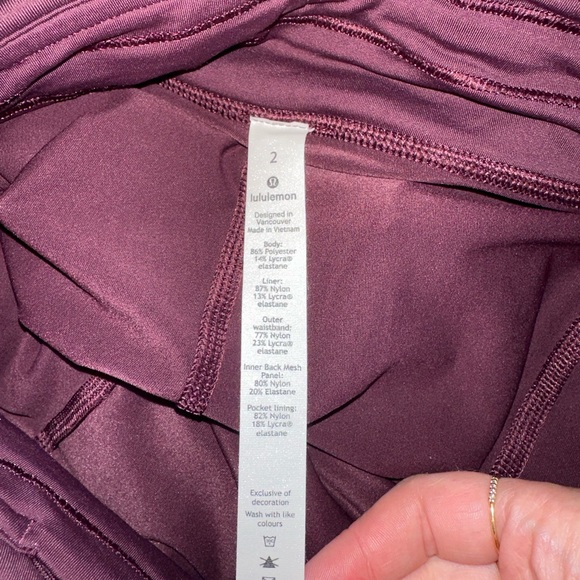 2
lululemon
Designed in
Vancouver
Made in Vietnam
Body:
86% Polyester
14% Lycra®
elastane
Liner:
87% Nylon
13% Lycra®
elastane
Outer
waistband:
77% Nylon
23% Lycra®
elastane
Inner Back Mesh
Panel:
80% Nylon
20% Elastane
Pocket lining:
82% Nylon
18% Lycra®
elastane
Exclusive of
decoration
Wash with like
colours